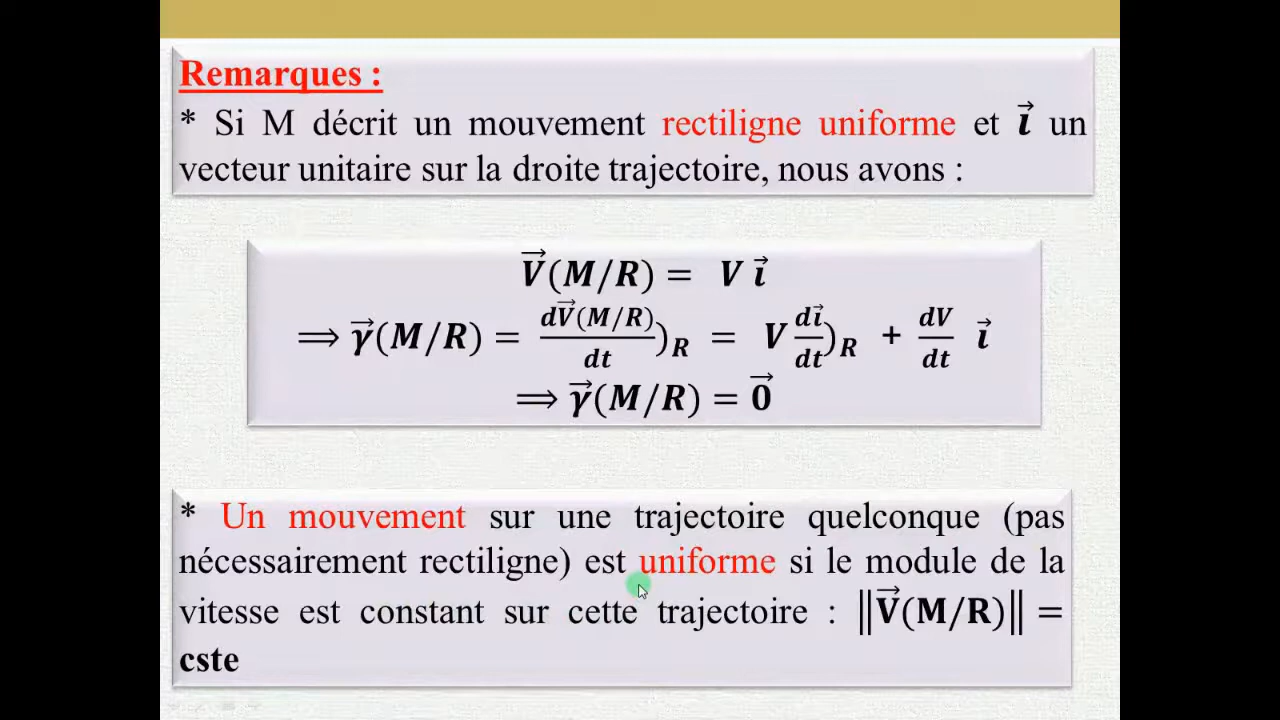 Remarques :
* Si M décrit un mouvement rectiligne uniforme et i⃗ un
vecteur unitaire sur la droite trajectoire, nous avons :
V⃗(M/R) = V i⃗
⟹ γ⃗(M/R) = dV⃗(M/R)/dt)_R = V di⃗/dt)_R + dV/dt i⃗
⟹ γ⃗(M/R) = 0⃗
* Un mouvement sur une trajectoire quelconque (pas
nécessairement rectiligne) est uniforme si le module de la
vitesse est constant sur cette trajectoire : ‖V⃗(M/R)‖ =
cste